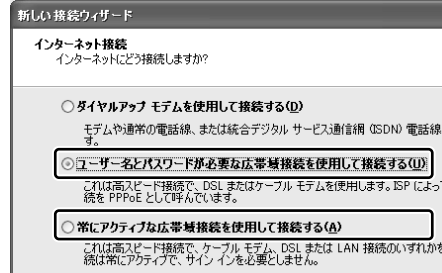 新しい接続ウィザード
インターネット接続
インターネットにどう接続しますか?
ダイヤルアップ モデムを使用して接続する(D)
モデムや通常の電話線、または統合デジタル サービス通信網 (ISDN) 電話線
す。
ユーザー名とパスワードが必要な広帯域接続を使用して接続する(U)
これは高スピード接続で、DSL またはケーブル モデムを使用します。ISP によっ
続を PPPoE として呼んでいます。
常にアクティブな広帯域接続を使用して接続する(A)
これは高スピード接続で、ケーブル モデム、DSL または LAN 接続のいずれかを
続は常にアクティブで、サイン インを必要としません。